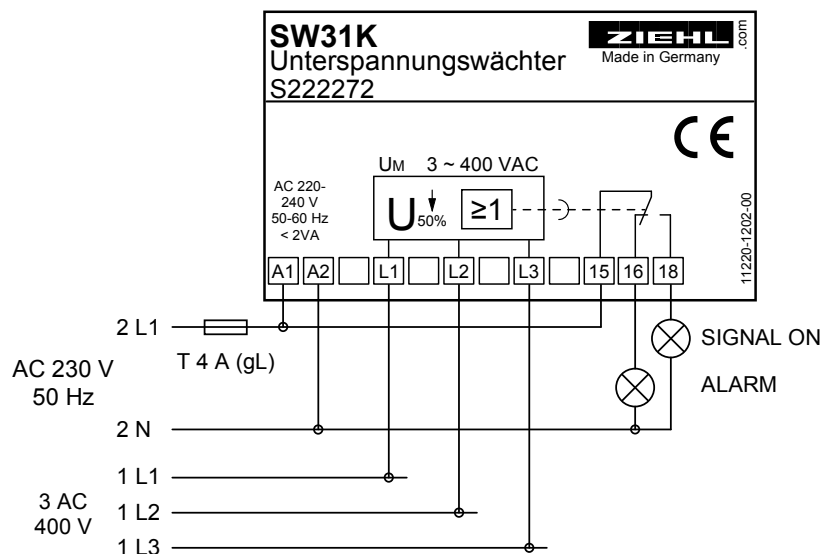 SW31K
Unterspannungswächter
S222272
ZIEHL
.com
Made in Germany
CE
UM 3 ~ 400 VAC
AC 220-
240 V
50-60 Hz
< 2VA
U 50% ≥1
11220-1202-00
A1 A2 L1 L2 L3 15 16 18
2 L1
T 4 A (gL)
SIGNAL ON
AC 230 V
50 Hz
ALARM
2 N
1 L1
3 AC
400 V
1 L2
1 L3